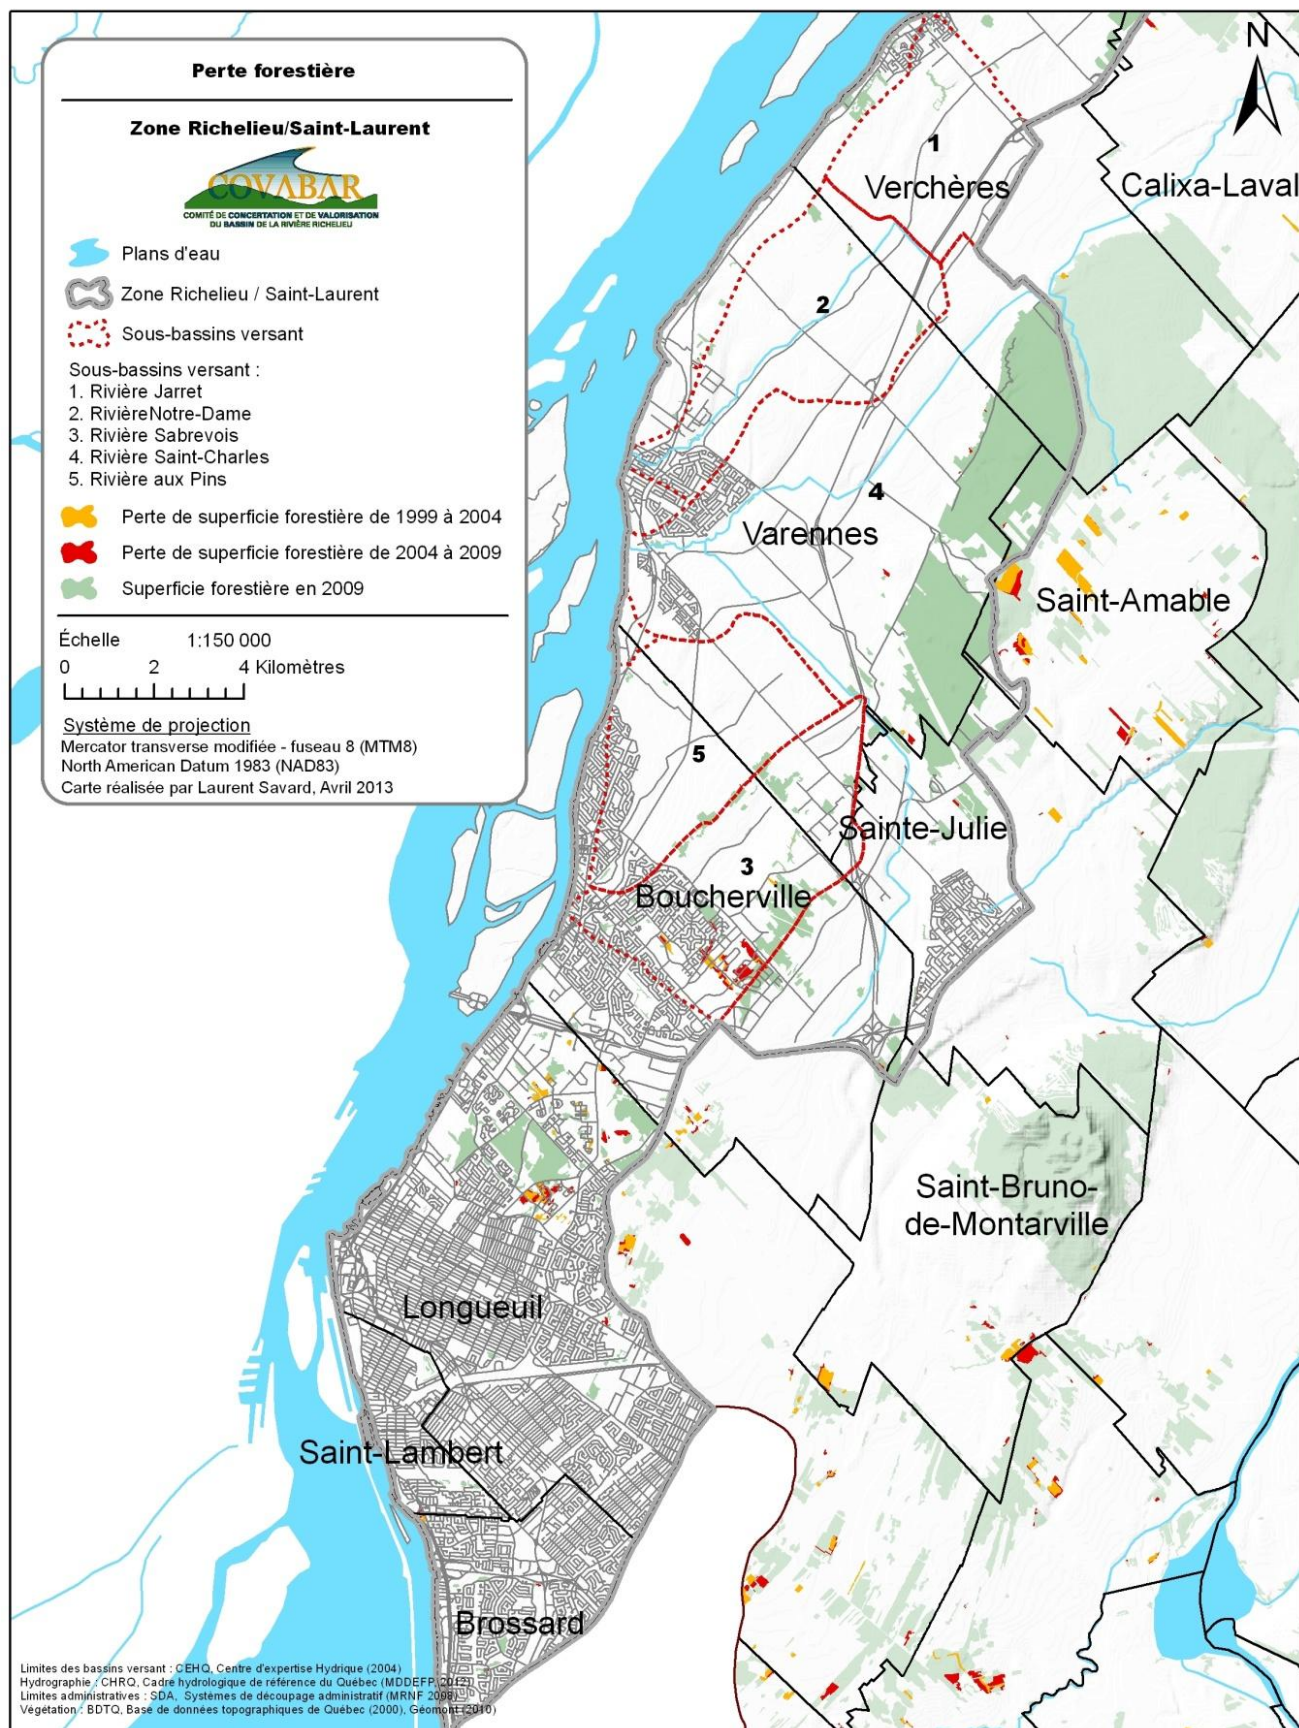 Perte forestière
Zone Richelieu/Saint-Laurent
COVABAR
COMITÉ DE CONCERTATION ET DE VALORISATION
DU BASSIN DE LA RIVIÈRE RICHELIEU
Plans d'eau
Zone Richelieu / Saint-Laurent
Sous-bassins versant
Sous-bassins versant :
1. Rivière Jarret
2. RivièreNotre-Dame
3. Rivière Sabrevois
4. Rivière Saint-Charles
5. Rivière aux Pins
Perte de superficie forestière de 1999 à 2004
Perte de superficie forestière de 2004 à 2009
Superficie forestière en 2009
Échelle 1:150 000
0 2 4 Kilomètres
Système de projection
Mercator transverse modifiée - fuseau 8 (MTM8)
North American Datum 1983 (NAD83)
Carte réalisée par Laurent Savard, Avril 2013
N
1
Verchères
Calixa-Laval
2
4
Varennes
Saint-Amable
5
Sainte-Julie
3
Boucherville
Saint-Bruno-
de-Montarville
Longueuil
Saint-Lambert
Brossard
Limites des bassins versant : CEHQ, Centre d'expertise Hydrique (2004)
Hydrographie : CHRQ, Cadre hydrologique de référence du Québec (MDDEFP, 2012)
Limites administratives : SDA, Systèmes de découpage administratif (MRNF 2009)
Végétation : BDTQ, Base de données topographiques de Québec (2000), Géomont (2010)